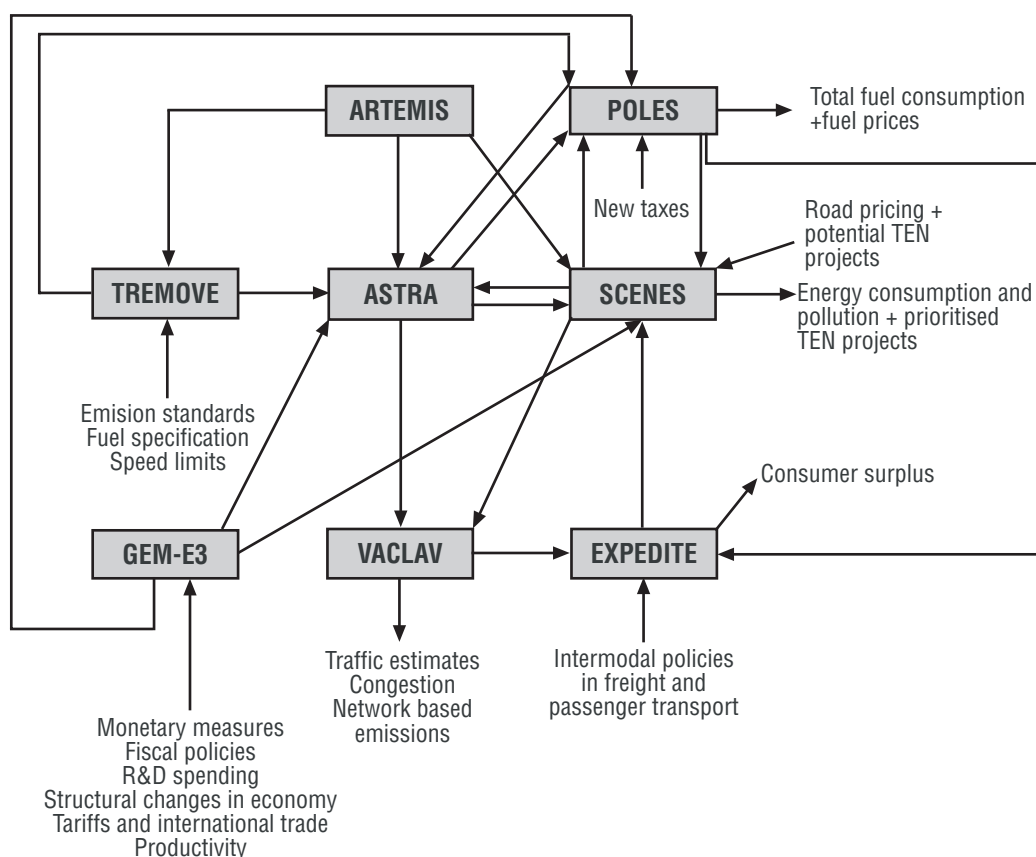 ARTEMIS
POLES
Total fuel consumption
+fuel prices
New taxes
Road pricing +
potential TEN
projects
TREMOVE
ASTRA
SCENES
Energy consumption and
pollution + prioritised
TEN projects
Emision standards
Fuel specification
Speed limits
Consumer surplus
GEM-E3
VACLAV
EXPEDITE
Traffic estimates
Congestion
Network based
emissions
Intermodal policies
in freight and
passenger transport
Monetary measures
Fiscal policies
R&D spending
Structural changes in economy
Tariffs and international trade
Productivity